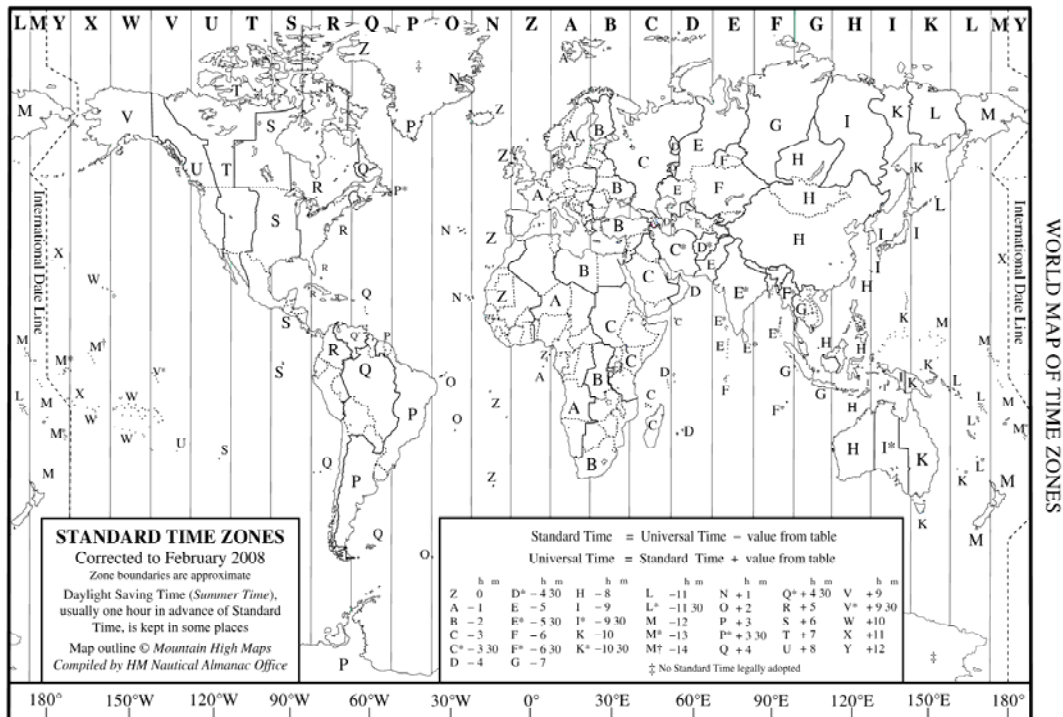 L M Y X W V U T S R Q P O N Z A B C D E F G H I K L M Y
WORLD MAP OF TIME ZONES
International Date Line
International Date Line
STANDARD TIME ZONES
Corrected to February 2008
Zone boundaries are approximate
Daylight Saving Time (Summer Time),
usually one hour in advance of Standard
Time, is kept in some places
Map outline © Mountain High Maps
Compiled by HM Nautical Almanac Office
Standard Time = Universal Time − value from table
Universal Time = Standard Time + value from table
h m h m h m h m h m h m h m
Z 0 D* − 4 30 H − 8 L −11 N + 1 Q* + 4 30 V + 9
A − 1 E − 5 I − 9 L* −11 30 O + 2 R + 5 V* + 9 30
B − 2 E* − 5 30 I* − 9 30 M −12 P + 3 S + 6 W +10
C − 3 F − 6 K −10 M* −13 P* + 3 30 T + 7 X +11
C* − 3 30 F* − 6 30 K* −10 30 M† −14 Q + 4 U + 8 Y +12
D − 4 G − 7 ‡ No Standard Time legally adopted
180° 150°W 120°W 90°W 60°W 30°W 0° 30°E 60°E 90°E 120°E 150°E 180°